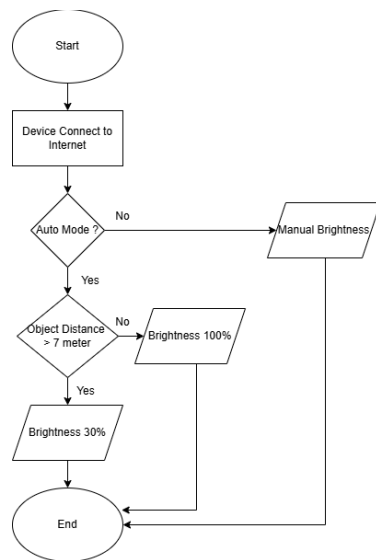 Start
Device Connect to
Internet
Auto Mode ?
No
Manual Brightness
Yes
Object Distance
> 7 meter
No
Brightness 100%
Yes
Brightness 30%
End